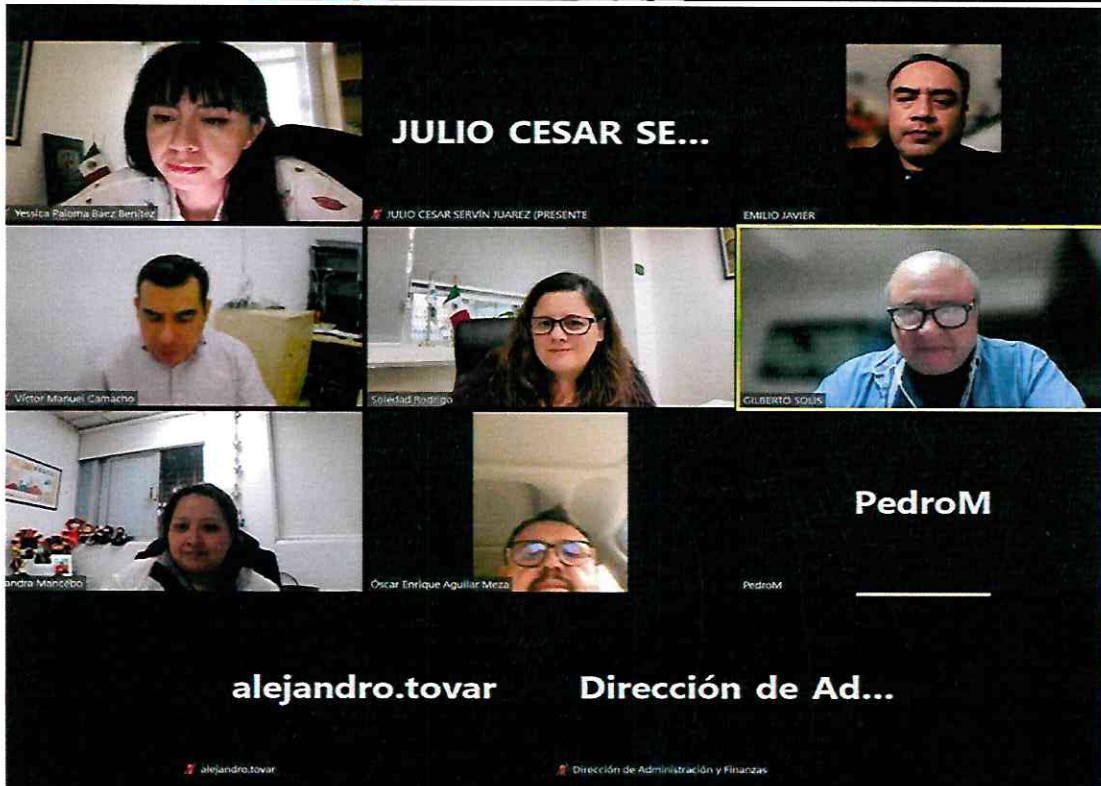 JULIO CESAR SE...
Yessica Paloma Báez Benítez
JULIO CESAR SERVÍN JUAREZ (PRESENTE
EMILIO JAVIER
Víctor Manuel Camacho
Soledad Rodrigo
GILBERTO SOLÍS
PedroM
andra Mancebo
Óscar Enrique Aguilar Meza
PedroM
alejandro.tovar
Dirección de Ad...
alejandro.tovar
Dirección de Administración y Finanzas